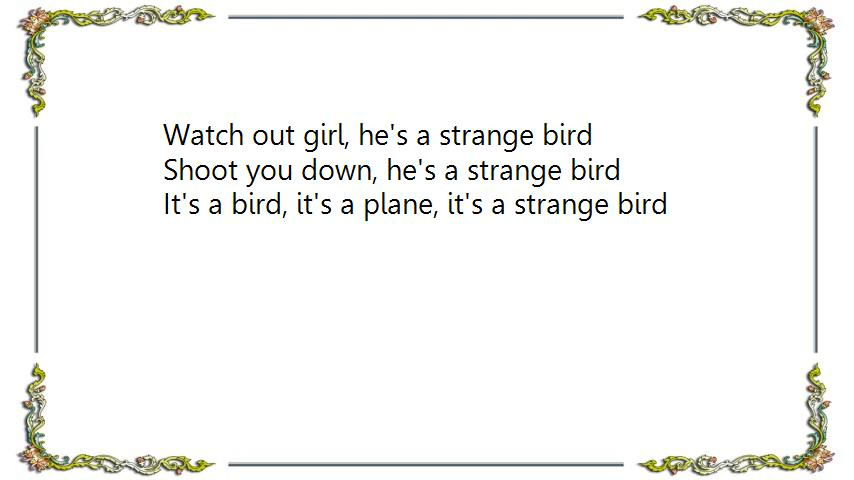 Watch out girl, he's a strange bird
Shoot you down, he's a strange bird
It's a bird, it's a plane, it's a strange bird